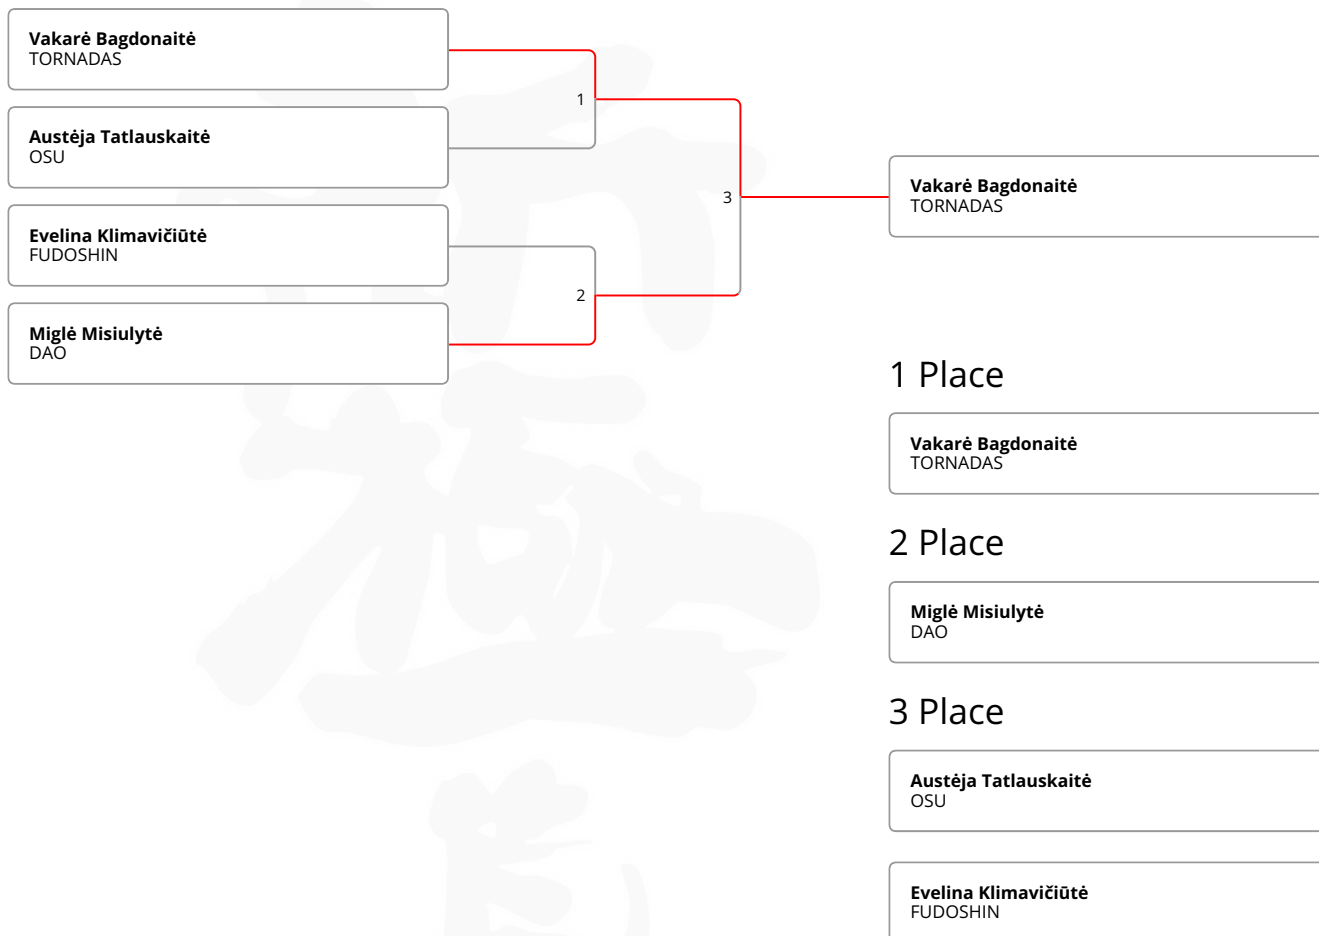 Vakarė Bagdonaitė
TORNADAS
1
Austėja Tatlauskaitė
OSU
Evelina Klimavičiūtė
FUDOSHIN
2
Miglė Misiulytė
DAO
3
Vakarė Bagdonaitė
TORNADAS
1 Place
Vakarė Bagdonaitė
TORNADAS
2 Place
Miglė Misiulytė
DAO
3 Place
Austėja Tatlauskaitė
OSU
Evelina Klimavičiūtė
FUDOSHIN